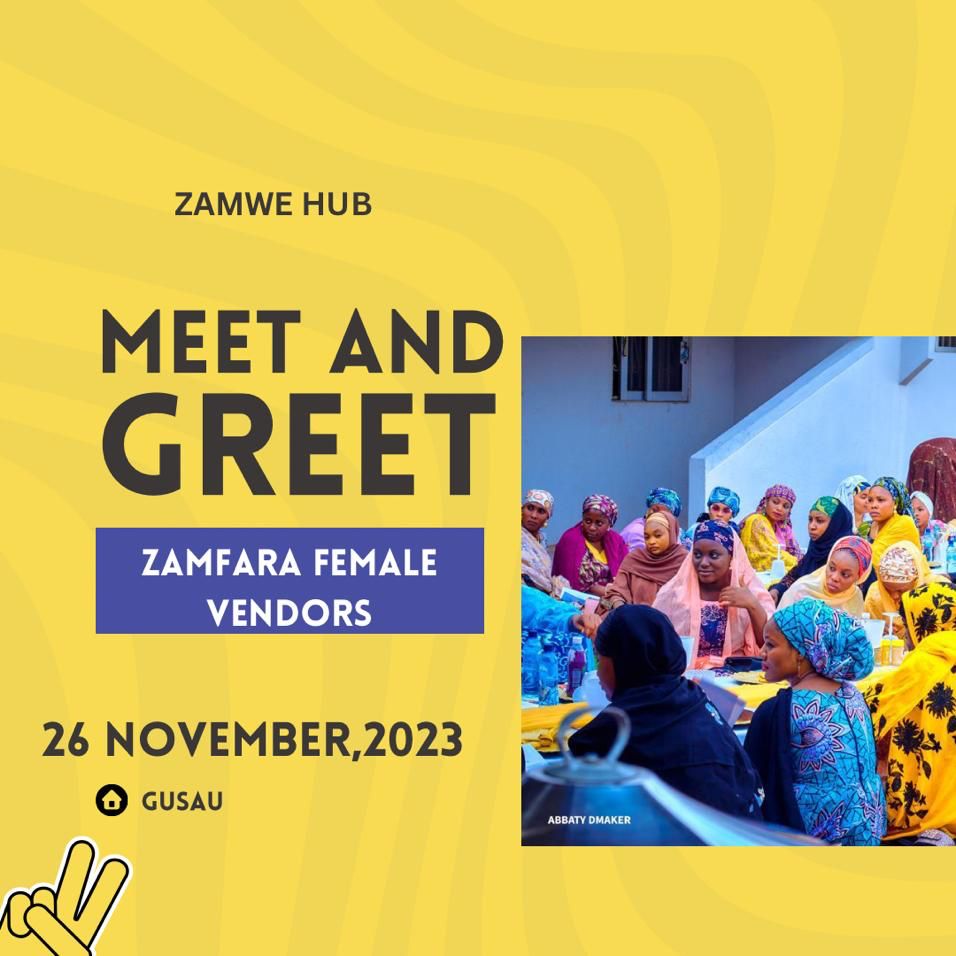 ZAMWE HUB
MEET AND
GREET
ZAMFARA FEMALE
VENDORS
26 NOVEMBER,2023
GUSAU
ABBATY DMAKER